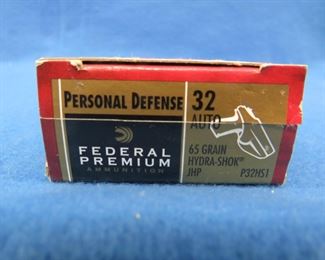 PERSONAL DEFENSE
FEDERAL
PREMIUM
AMMUNITION
32
AUTO
65 GRAIN
HYDRA-SHOK®
JHP P32HS1